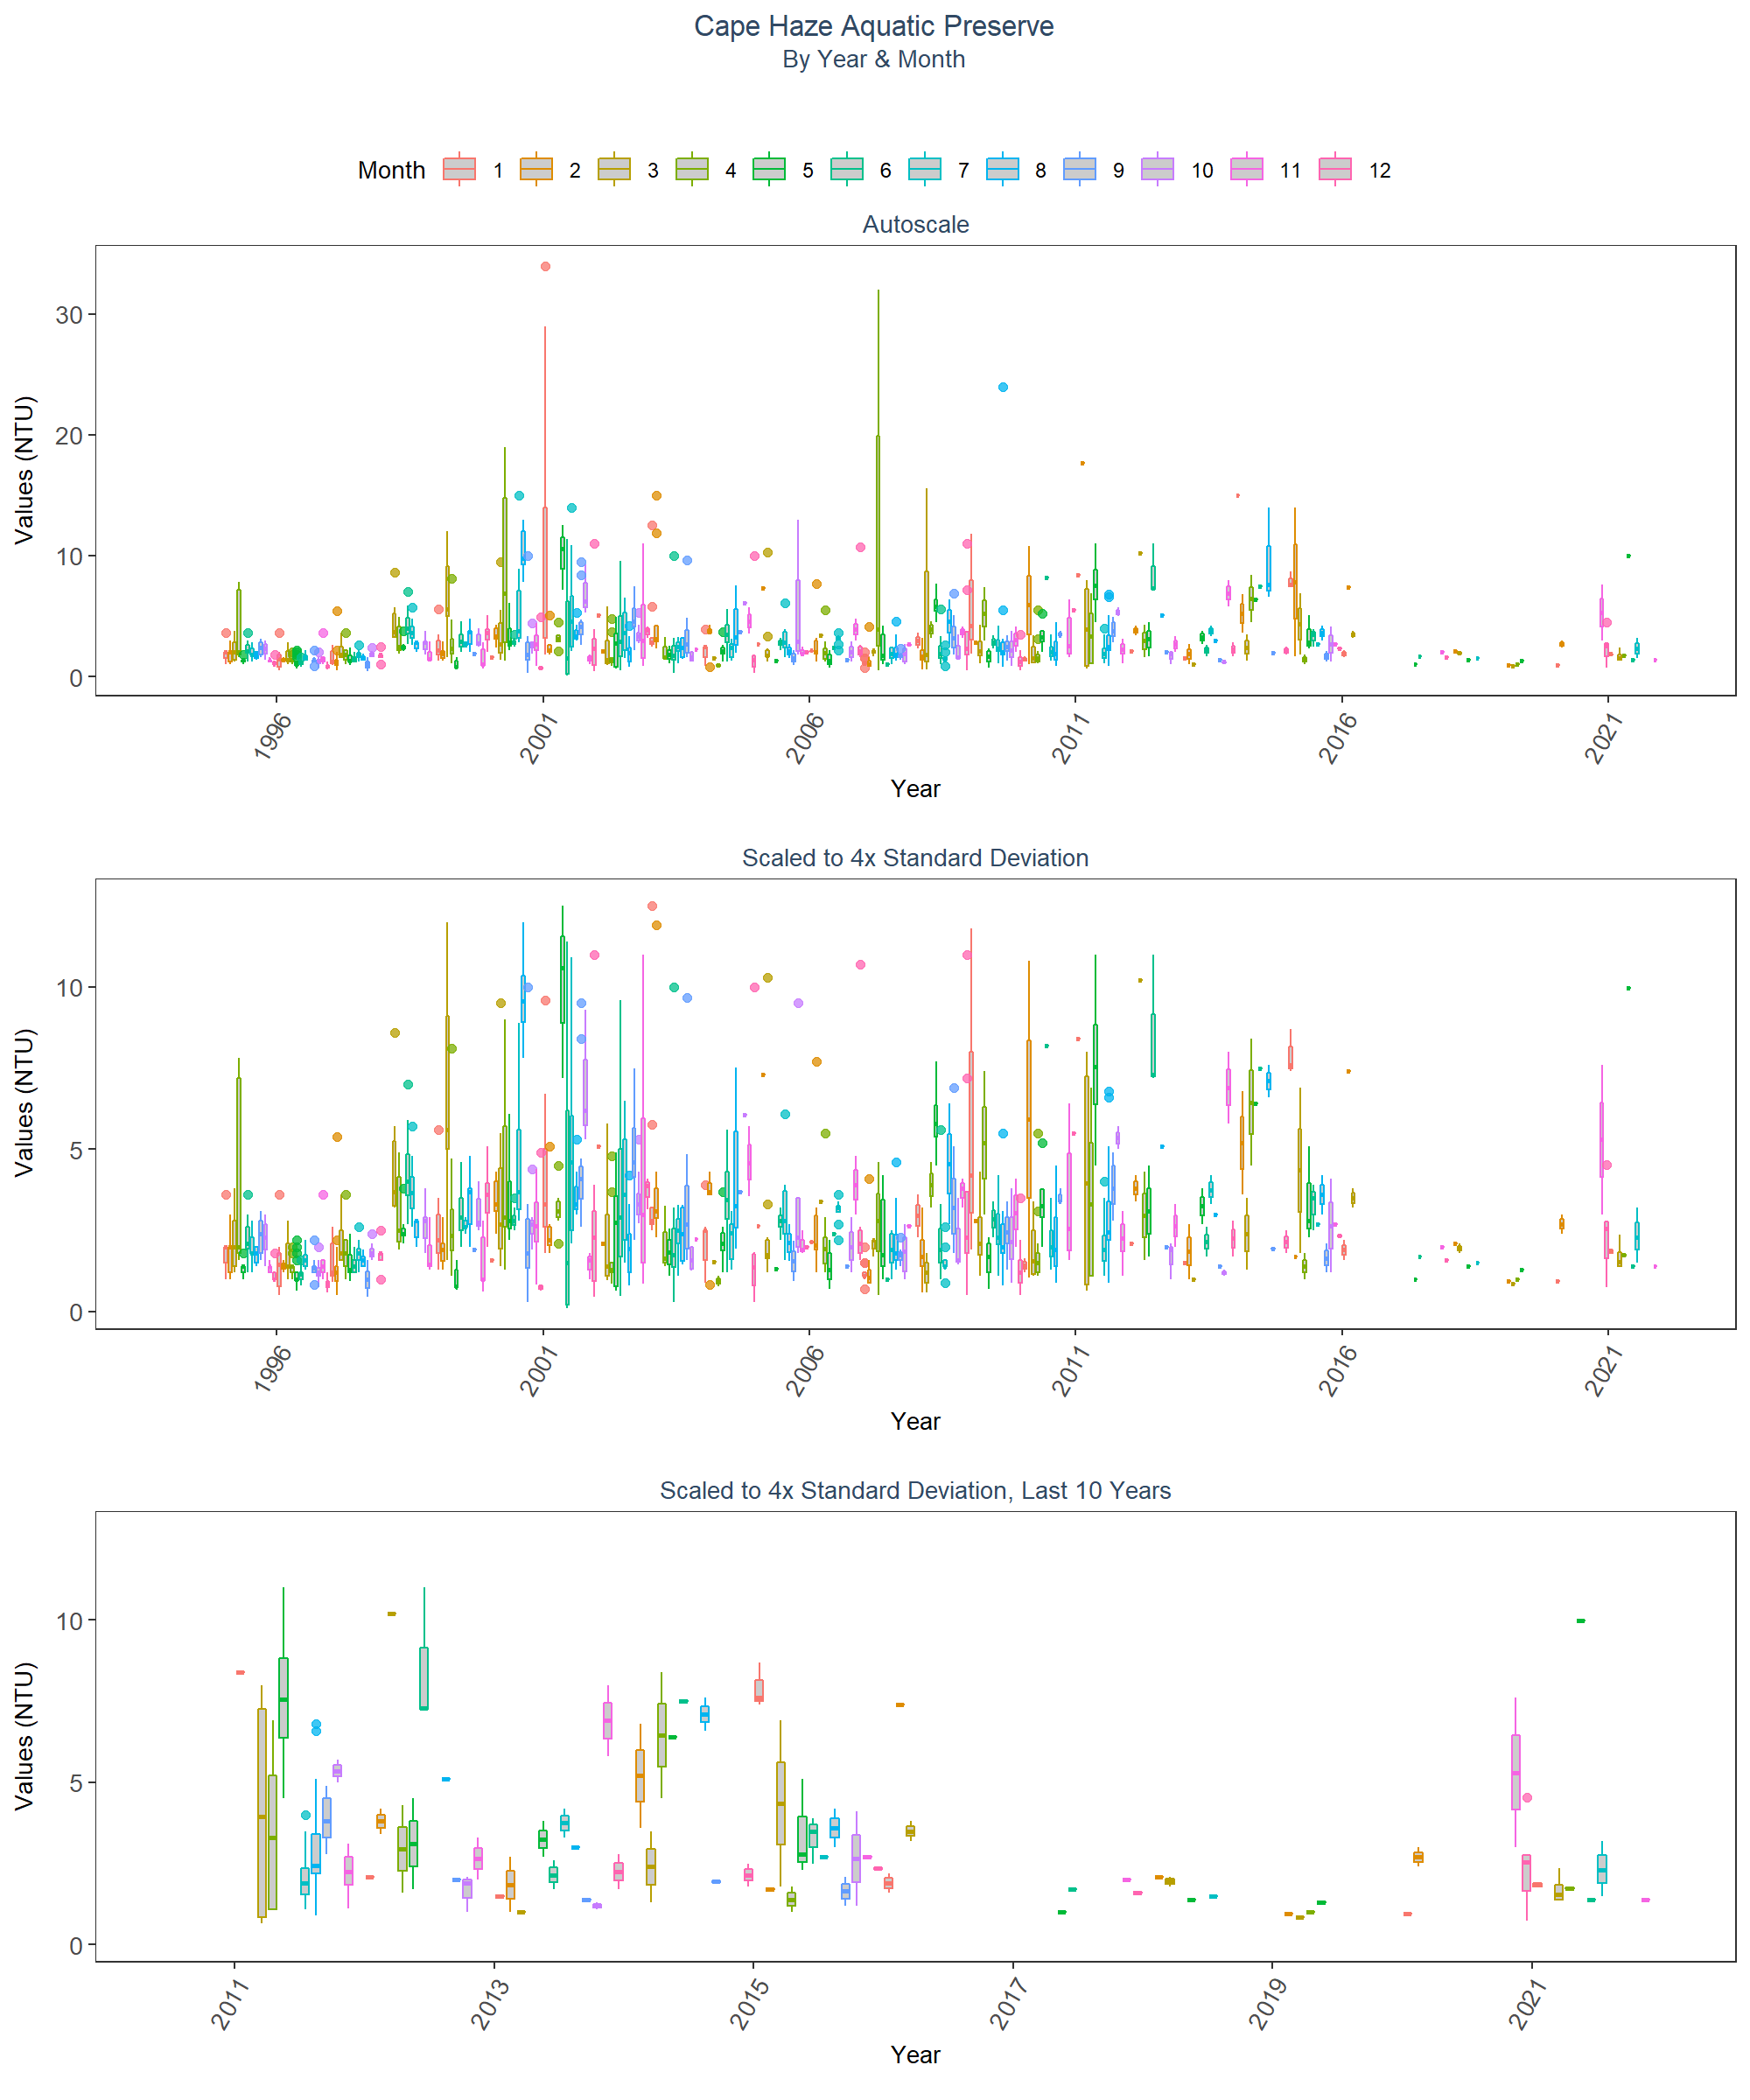 Cape Haze Aquatic Preserve
By Year & Month
Month 1 2 3 4 5 6 7 8 9 10 11 12
Autoscale
Values (NTU)
30
20
10
0
1996 2001 2006 2011 2016 2021
Year
Scaled to 4x Standard Deviation
Values (NTU)
10
5
0
1996 2001 2006 2011 2016 2021
Year
Scaled to 4x Standard Deviation, Last 10 Years
Values (NTU)
10
5
0
2011 2013 2015 2017 2019 2021
Year